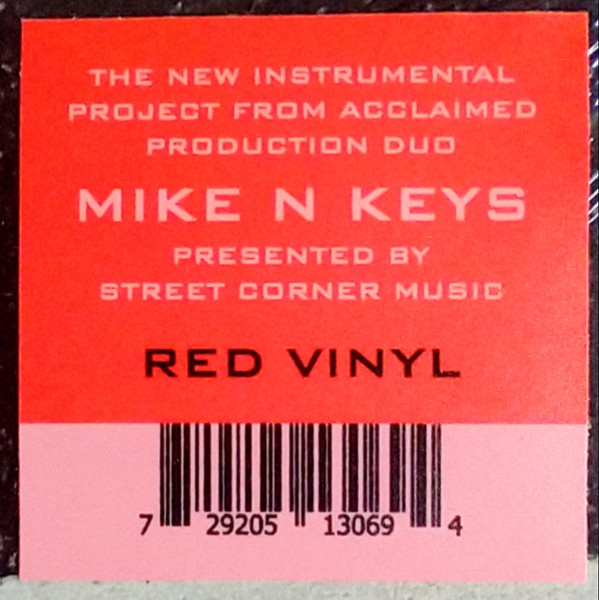 THE NEW INSTRUMENTAL
PROJECT FROM ACCLAIMED
PRODUCTION DUO
MIKE N KEYS
PRESENTED BY
STREET CORNER MUSIC
RED VINYL
7 29205 13069 4